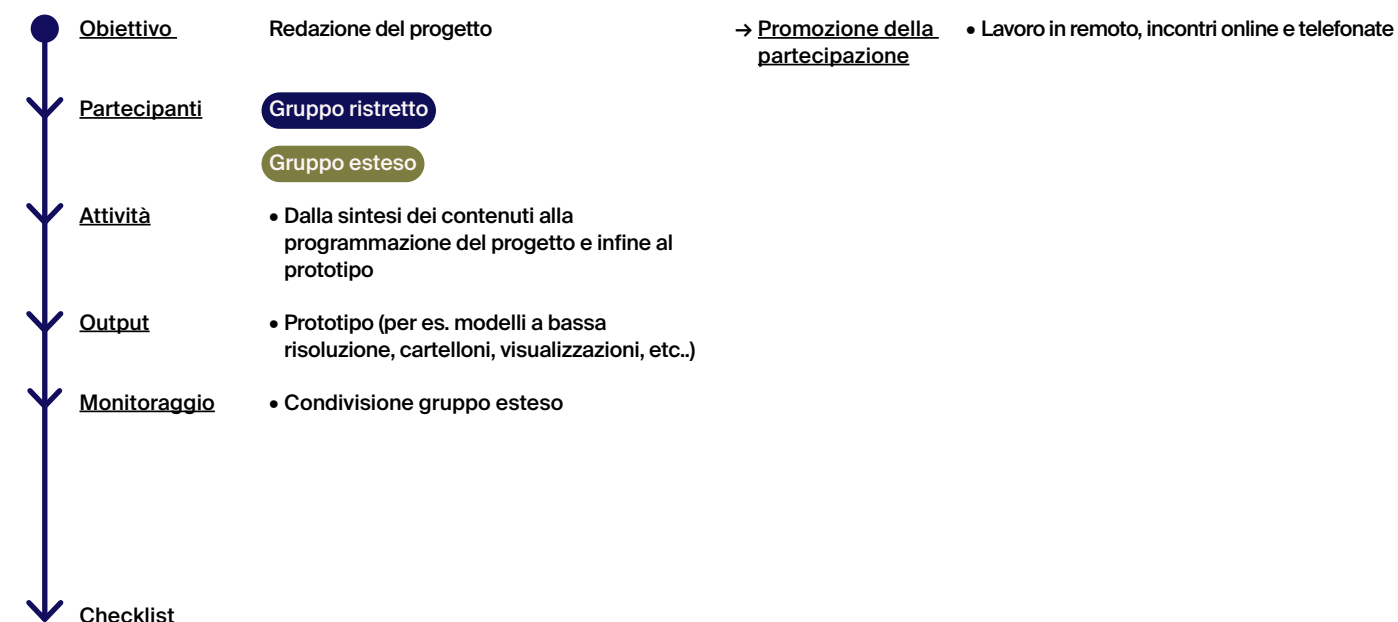 Obiettivo
Redazione del progetto
→ Promozione della
partecipazione
• Lavoro in remoto, incontri online e telefonate
Partecipanti
Gruppo ristretto
Gruppo esteso
Attività
• Dalla sintesi dei contenuti alla
programmazione del progetto e infine al
prototipo
Output
• Prototipo (per es. modelli a bassa
risoluzione, cartelloni, visualizzazioni, etc..)
Monitoraggio
• Condivisione gruppo esteso
Checklist